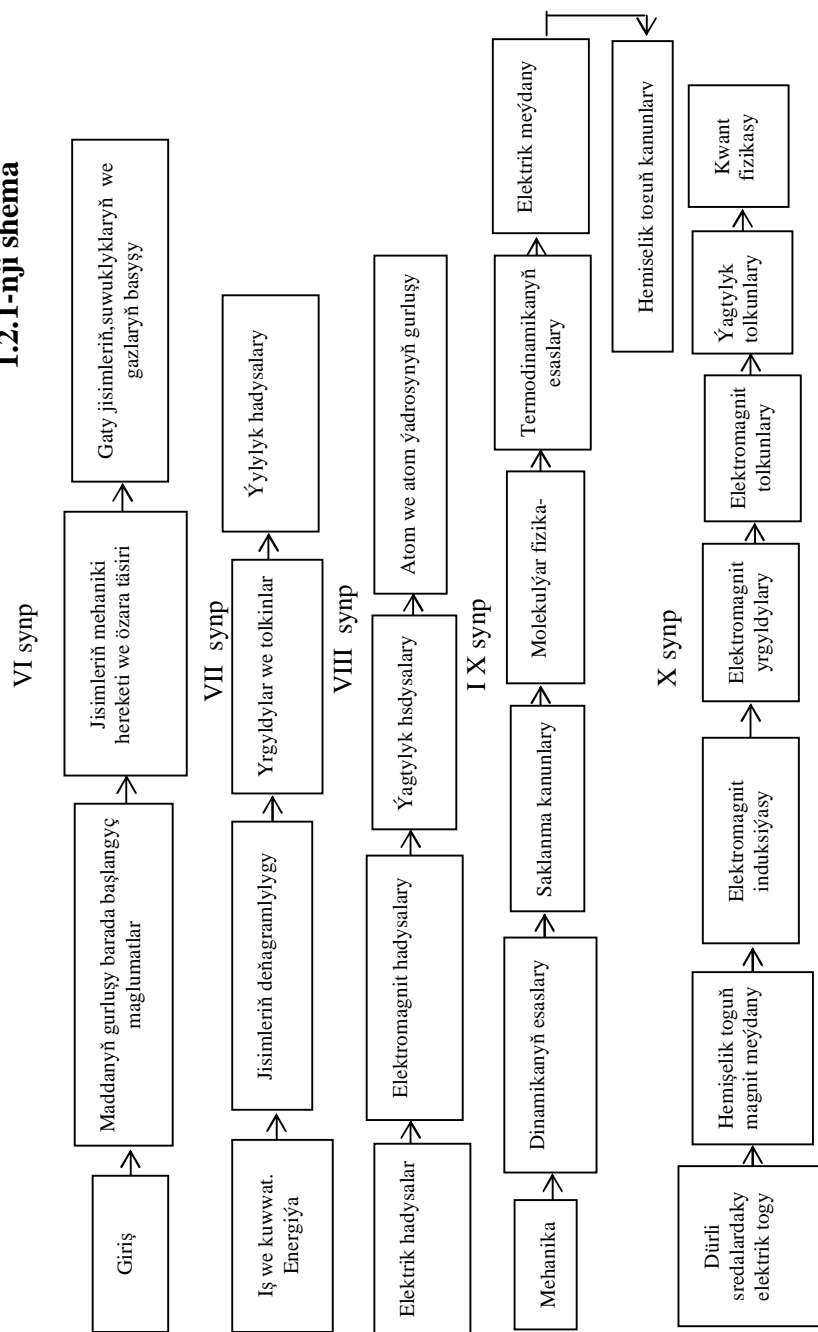 1.2.1-nji shema
VI synp
Giriş
Maddanyň gurluşy barada başlangyç
maglumatlar
Jisimleriň mehaniki
hereketi we özara täsiri
Gaty jisimleriň,suwuklyklaryň we
gazlaryň basyşy
VII synp
Iş we kuwwat.
Energiýa
Jisimleriň deňagramlylygy
Yrgyldylar we tolkinlar
Ýylylyk hadysalary
VIII synp
Elektrik hadysalar
Elektromagnit hadysalary
Ýagtylyk hsdysalary
Atom we atom ýadrosynyň gurluşy
I X synp
Mehanika
Dinamikanyň esaslary
Saklanma kanunlary
Molekulýar fizika-
Termodinamikanyň
esaslary
Elektrik meýdany
Hemişelik toguň kanunlarv
X synp
Dürli
sredalardaky
elektrik togy
Hemişelik toguň
magnit meýdany
Elektromagnit
induksiýasy
Elektromagnit
yrgyldylary
Elektromagnit
tolkunlary
Ýagtylyk
tolkunlary
Kwant
fizikasy